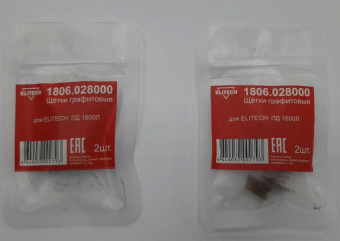 ELITECH
1806.028000
Щётки графитовые
для ELITECH: ПД 1600Л
EAC
2шт.
ELITECH
1806.028000
Щётки графитовые
для ELITECH: ПД 1600Л
EAC
2шт.